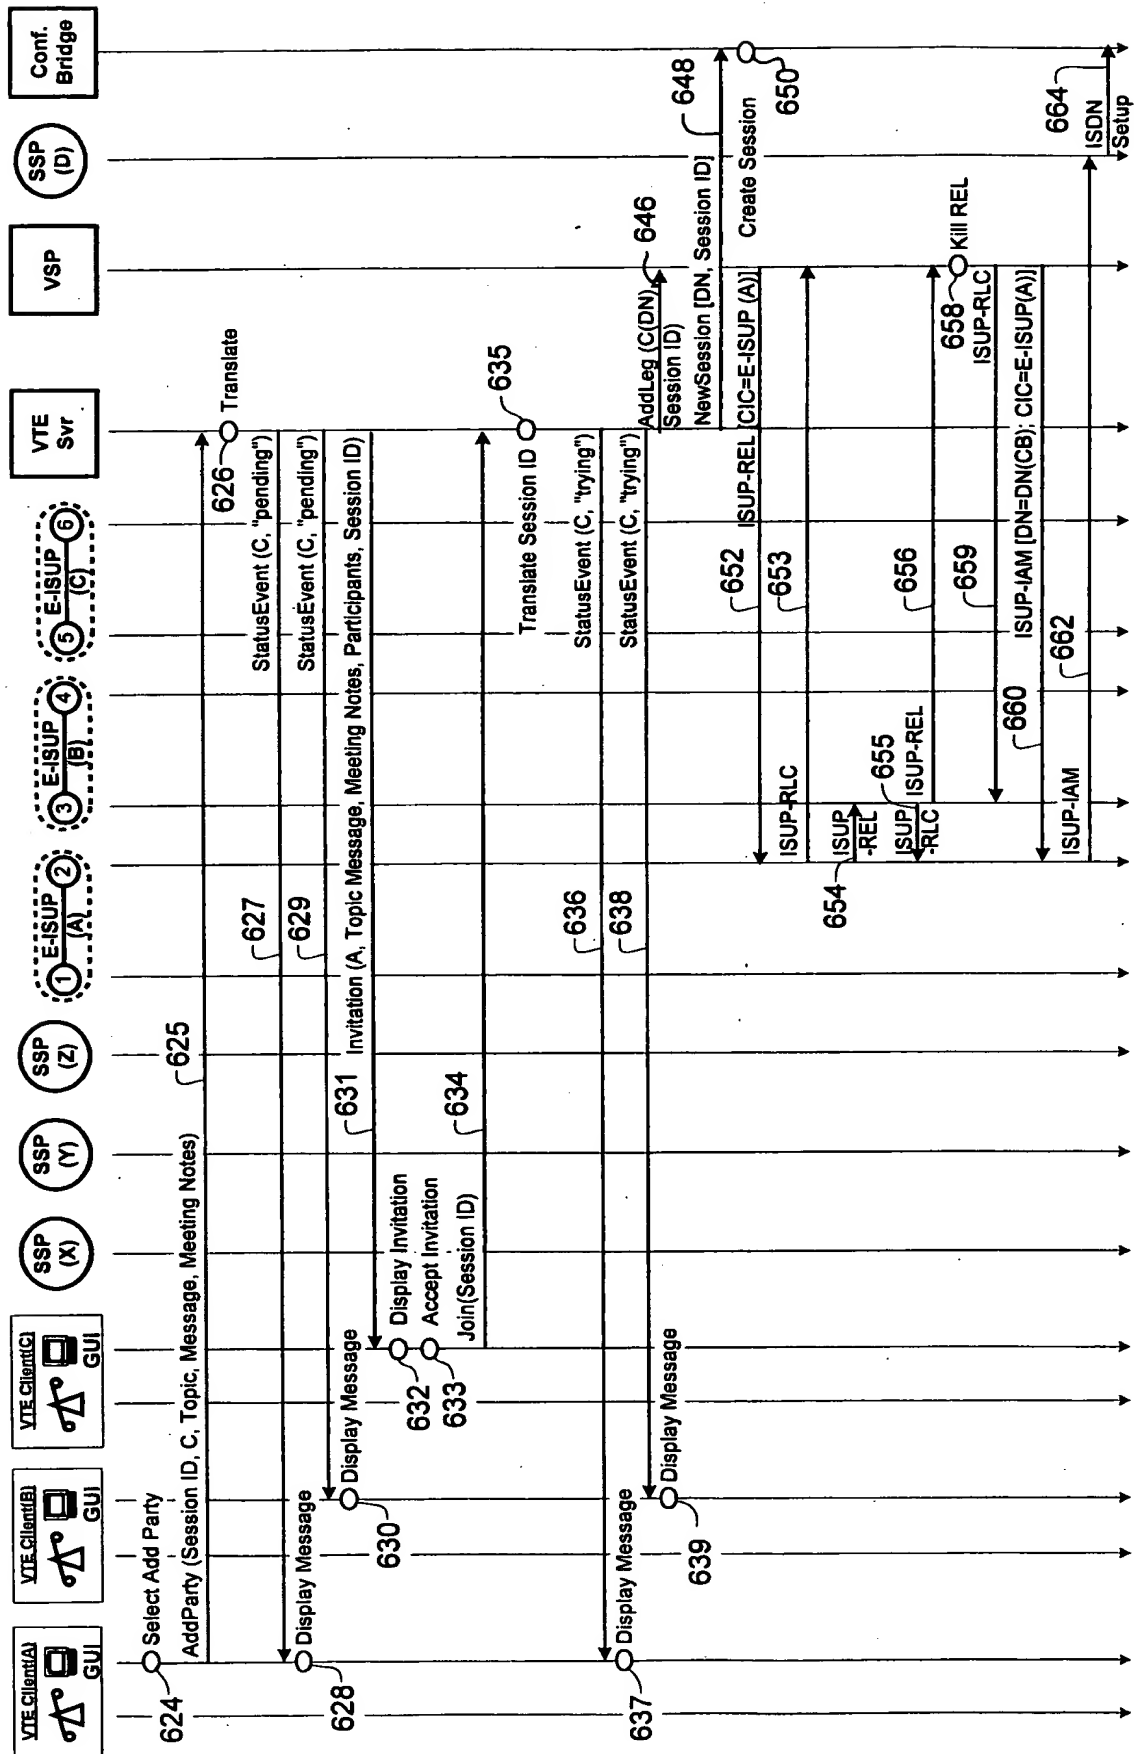 VTE Client(A)
GUI
VTE Client(B)
GUI
VTE Client(C)
GUI
SSP
(X)
SSP
(Y)
SSP
(Z)
1 E-ISUP 2
(A)
3 E-ISUP 4
(B)
5 E-ISUP 6
(C)
VTE
Svr
VSP
SSP
(D)
Conf.
Bridge
624
Select Add Party
AddParty (Session ID, C, Topic, Message, Meeting Notes)
625
626
Translate
StatusEvent (C, "pending")
627
628
Display Message
StatusEvent (C, "pending")
629
630
Display Message
Invitation (A, Topic Message, Meeting Notes, Participants, Session ID)
631
632
Display Invitation
633
Accept Invitation
Join(Session ID)
634
Translate Session ID
635
StatusEvent (C, "trying")
636
637
Display Message
StatusEvent (C, "trying")
638
639
Display Message
AddLeg (C(DN),
Session ID)
646
NewSession [DN, Session ID]
648
Create Session
650
ISUP-REL [CIC=E-ISUP (A)]
652
ISUP-RLC
653
ISUP
-REL
654
ISUP
-RLC
655
ISUP-REL
656
658
Kill REL
ISUP-RLC
659
ISUP-IAM [DN=DN(CB); CIC=E-ISUP(A)]
660
ISUP-IAM
662
ISDN
Setup
664